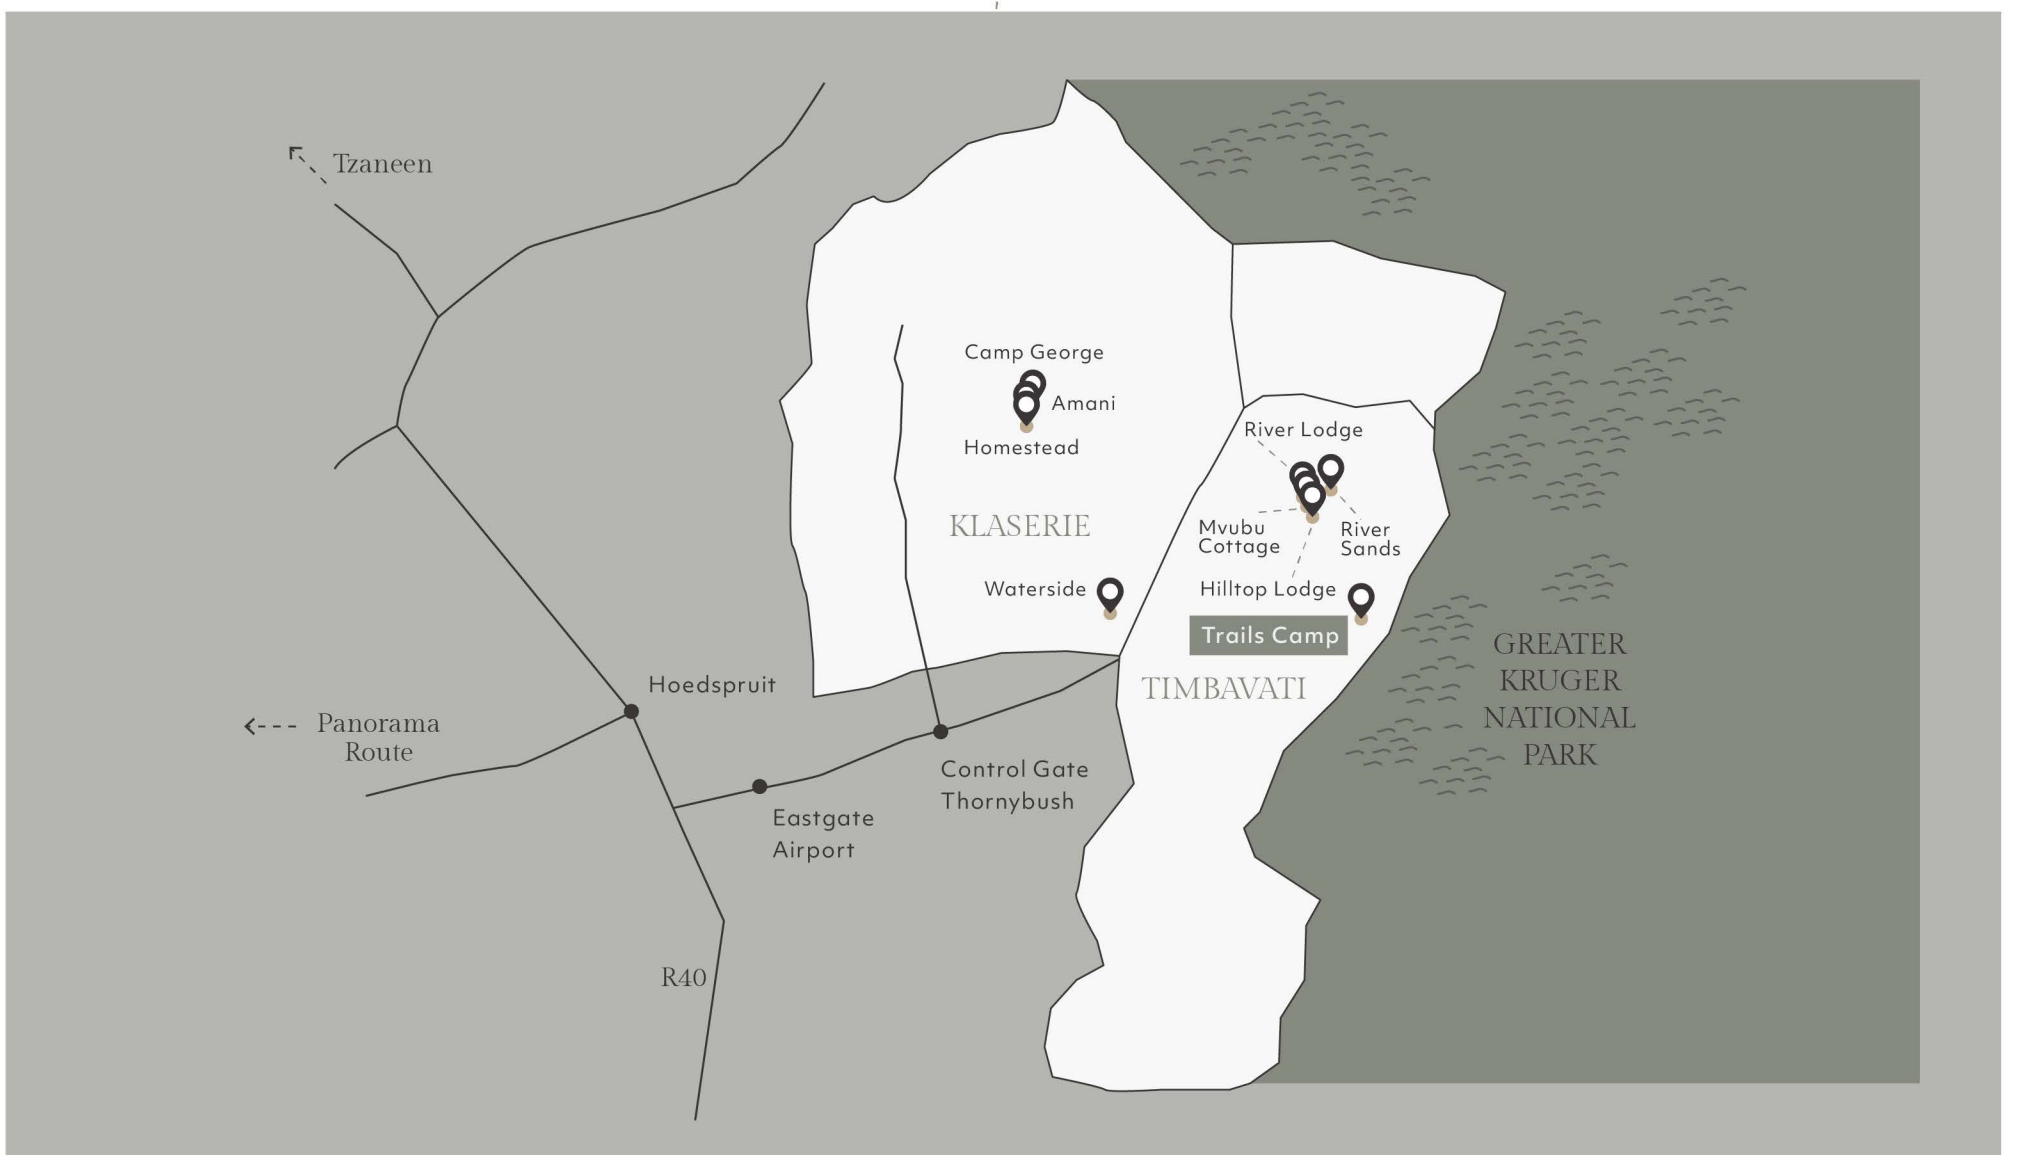 Tzaneen
Camp George
Amani
Homestead
River Lodge
KLASERIE
Mvubu
Cottage
River
Sands
Waterside
Hilltop Lodge
Trails Camp
GREATER
KRUGER
NATIONAL
PARK
Hoedspruit
TIMBAVATI
Panorama
Route
Control Gate
Thornybush
Eastgate
Airport
R40